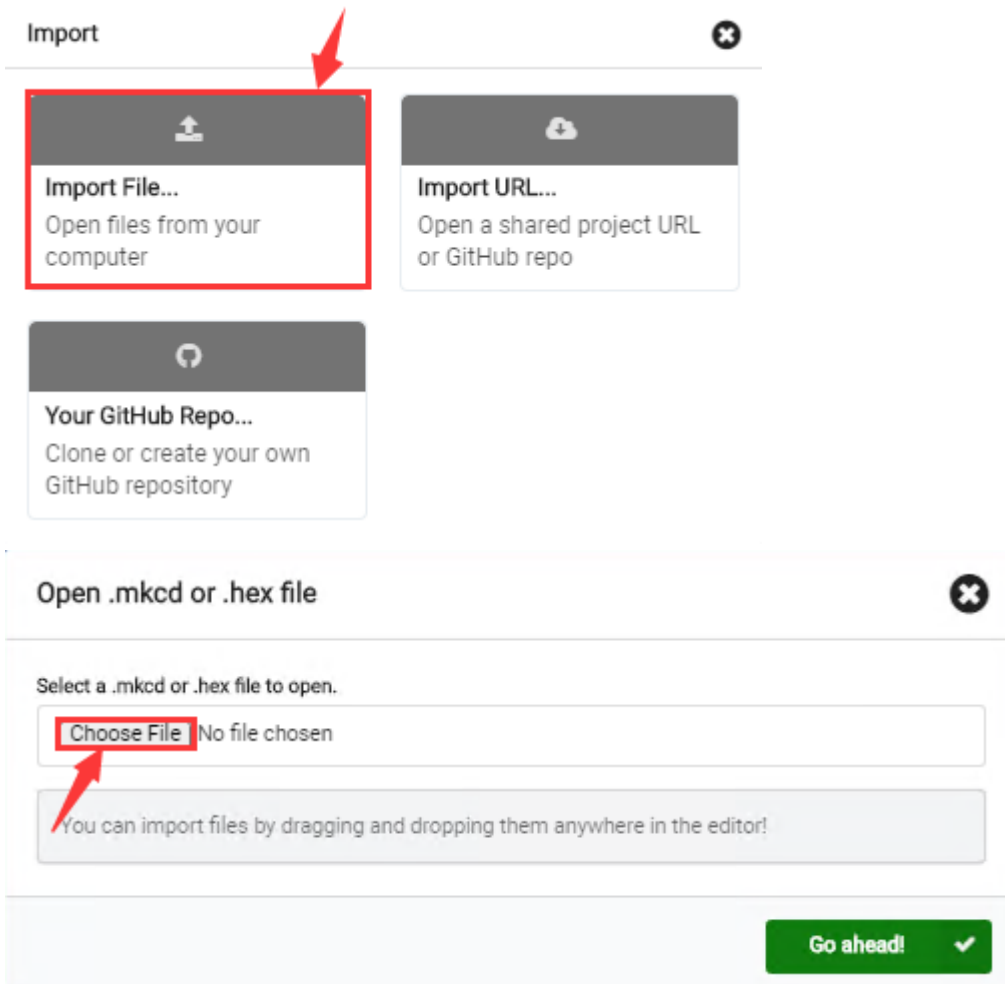 Import
Import File...
Open files from your
computer
Import URL...
Open a shared project URL
or GitHub repo
Your GitHub Repo...
Clone or create your own
GitHub repository
Open .mkcd or .hex file
Select a .mkcd or .hex file to open.
Choose File No file chosen
You can import files by dragging and dropping them anywhere in the editor!
Go ahead!